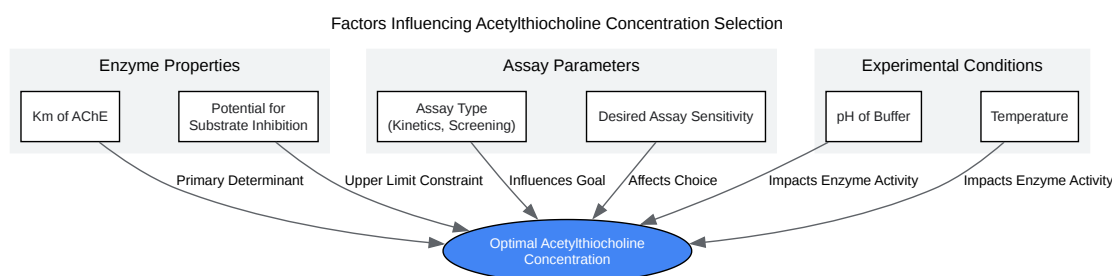 Factors Influencing Acetylthiocholine Concentration Selection
Enzyme Properties
Assay Parameters
Experimental Conditions
Km of AChE
Potential for
Substrate Inhibition
Assay Type
(Kinetics, Screening)
Desired Assay Sensitivity
pH of Buffer
Temperature
Primary Determinant
Upper Limit Constraint
Influences Goal
Affects Choice
Impacts Enzyme Activity
Impacts Enzyme Activity
Optimal Acetylthiocholine
Concentration